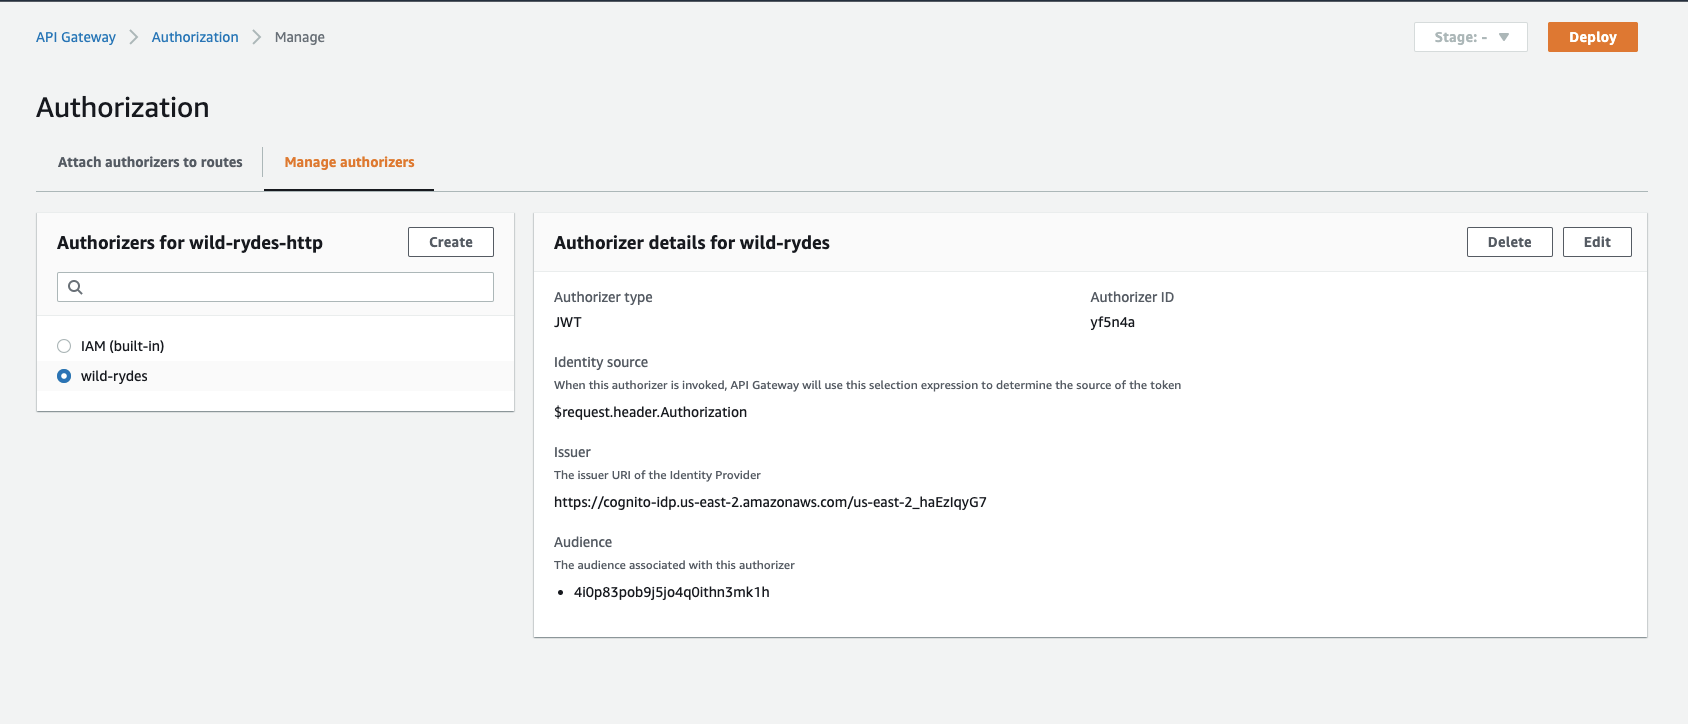 API Gateway
Authorization
Manage
Stage: -
Deploy
Authorization
Attach authorizers to routes
Manage authorizers
Authorizers for wild-rydes-http
Create
IAM (built-in)
wild-rydes
Authorizer details for wild-rydes
Delete
Edit
Authorizer type
JWT
Authorizer ID
yf5n4a
Identity source
When this authorizer is invoked, API Gateway will use this selection expression to determine the source of the token
$request.header.Authorization
Issuer
The issuer URI of the Identity Provider
https://cognito-idp.us-east-2.amazonaws.com/us-east-2_haEzIqyG7
Audience
The audience associated with this authorizer
• 4i0p83pob9j5jo4q0ithn3mk1h